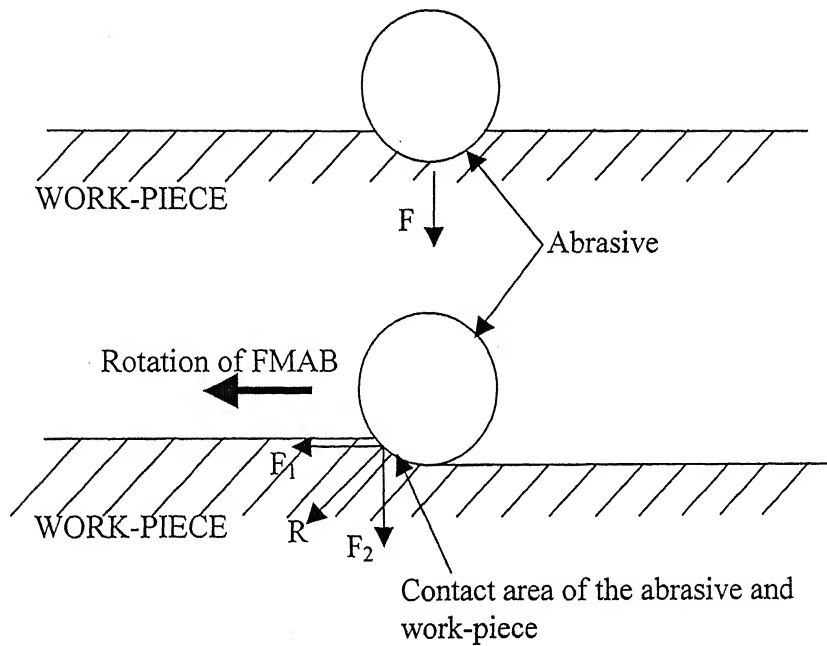 WORK-PIECE
F
Abrasive
Rotation of FMAB
F₁
WORK-PIECE
R
F₂
Contact area of the abrasive and
work-piece